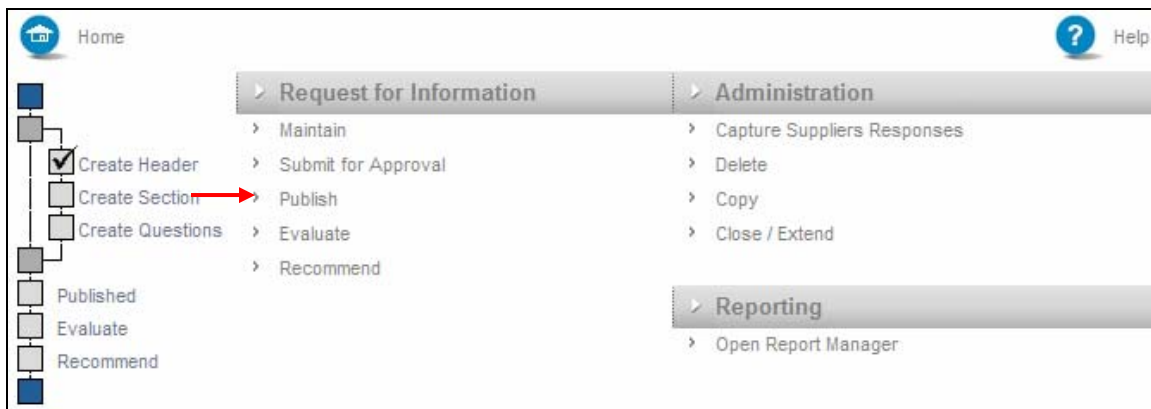 Home
Help
Create Header
Create Section
Create Questions
Published
Evaluate
Recommend
Request for Information
Maintain
Submit for Approval
Publish
Evaluate
Recommend
Administration
Capture Suppliers Responses
Delete
Copy
Close / Extend
Reporting
Open Report Manager